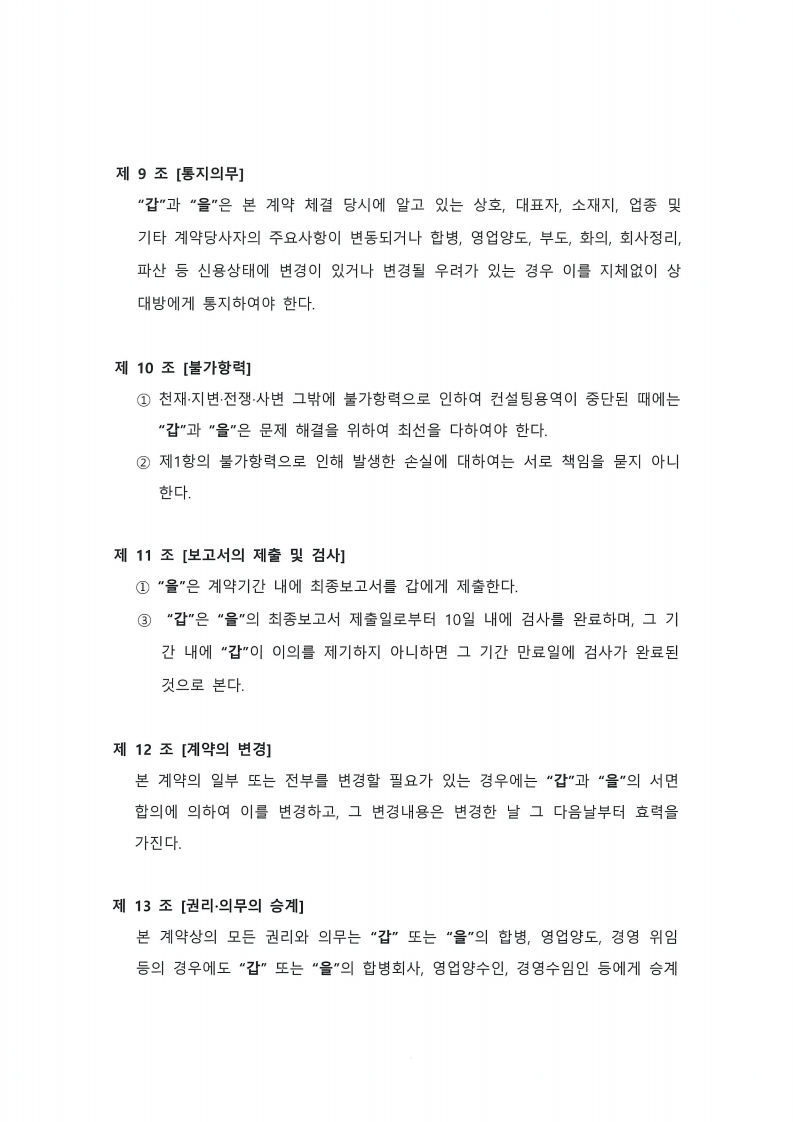 제 9 조 [통지의무]
“갑”과 “을”은 본 계약 체결 당시에 알고 있는 상호, 대표자, 소재지, 업종 및
기타 계약당사자의 주요사항이 변동되거나 합병, 영업양도, 부도, 화의, 회사정리,
파산 등 신용상태에 변경이 있거나 변경될 우려가 있는 경우 이를 지체없이 상
대방에게 통지하여야 한다.
제 10 조 [불가항력]
① 천재·지변·전쟁·사변 그밖에 불가항력으로 인하여 컨설팅용역이 중단된 때에는
“갑”과 “을”은 문제 해결을 위하여 최선을 다하여야 한다.
② 제1항의 불가항력으로 인해 발생한 손실에 대하여는 서로 책임을 묻지 아니
한다.
제 11 조 [보고서의 제출 및 검사]
① “을”은 계약기간 내에 최종보고서를 갑에게 제출한다.
③ “갑”은 “을”의 최종보고서 제출일로부터 10일 내에 검사를 완료하며, 그 기
간 내에 “갑”이 이의를 제기하지 아니하면 그 기간 만료일에 검사가 완료된
것으로 본다.
제 12 조 [계약의 변경]
본 계약의 일부 또는 전부를 변경할 필요가 있는 경우에는 “갑”과 “을”의 서면
합의에 의하여 이를 변경하고, 그 변경내용은 변경한 날 그 다음날부터 효력을
가진다.
제 13 조 [권리·의무의 승계]
본 계약상의 모든 권리와 의무는 “갑” 또는 “을”의 합병, 영업양도, 경영 위임
등의 경우에도 “갑” 또는 “을”의 합병회사, 영업양수인, 경영수임인 등에게 승계